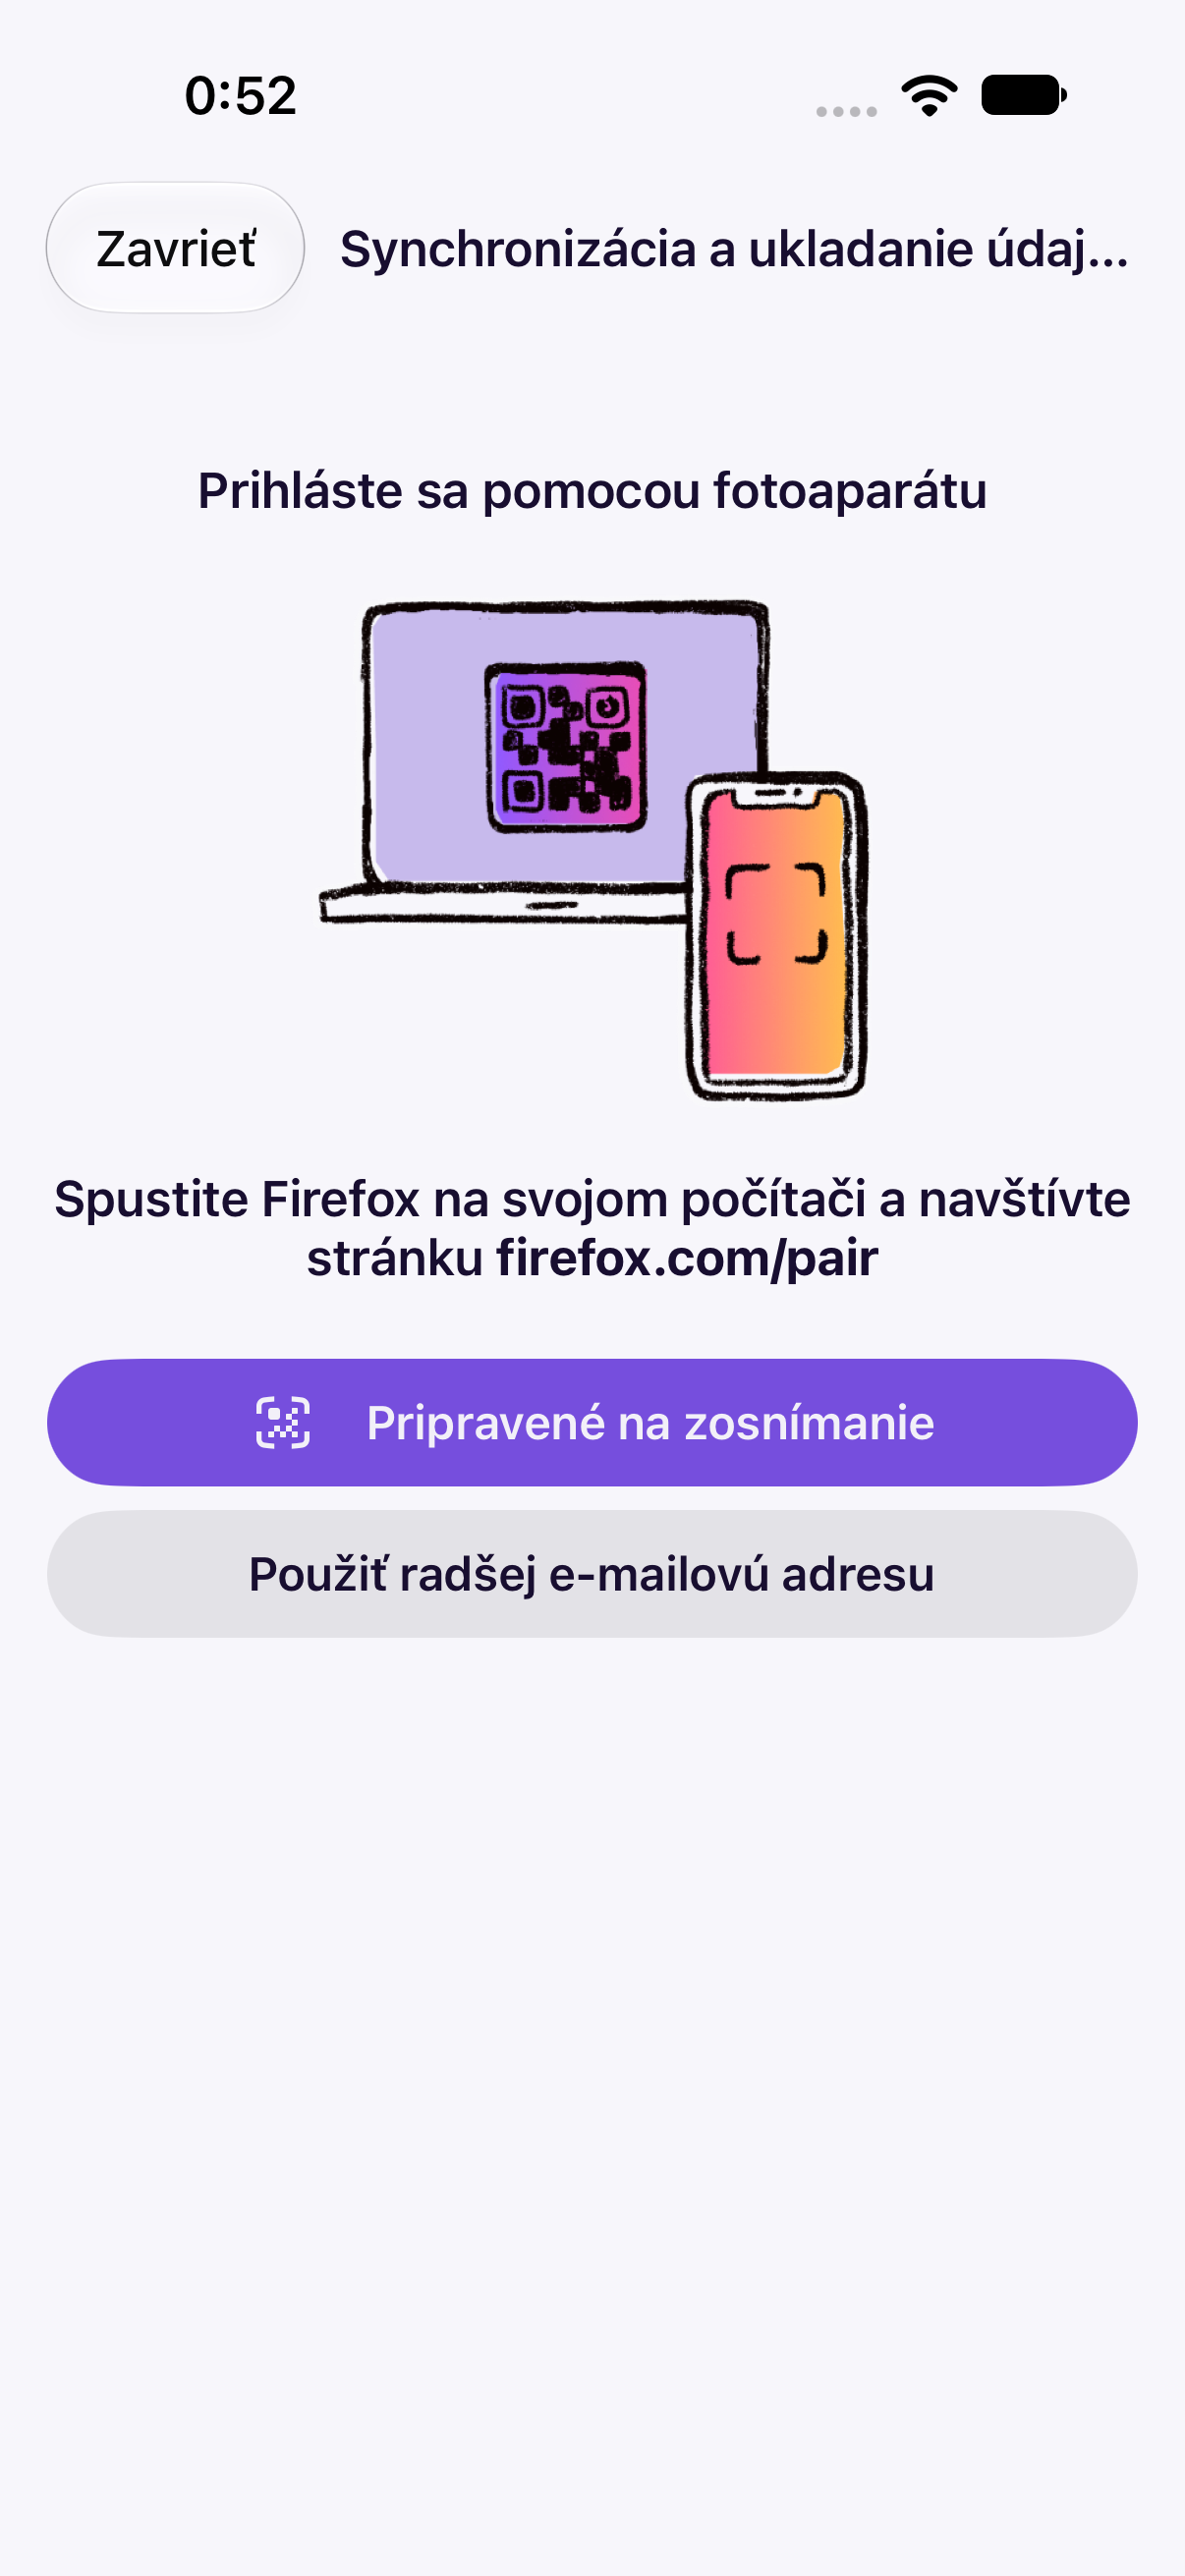 0:52
Zavrieť
Synchronizácia a ukladanie údaj...
Prihláste sa pomocou fotoaparátu
Spustite Firefox na svojom počítači a navštívte
stránku firefox.com/pair
Pripravené na zosnímanie
Použiť radšej e-mailovú adresu